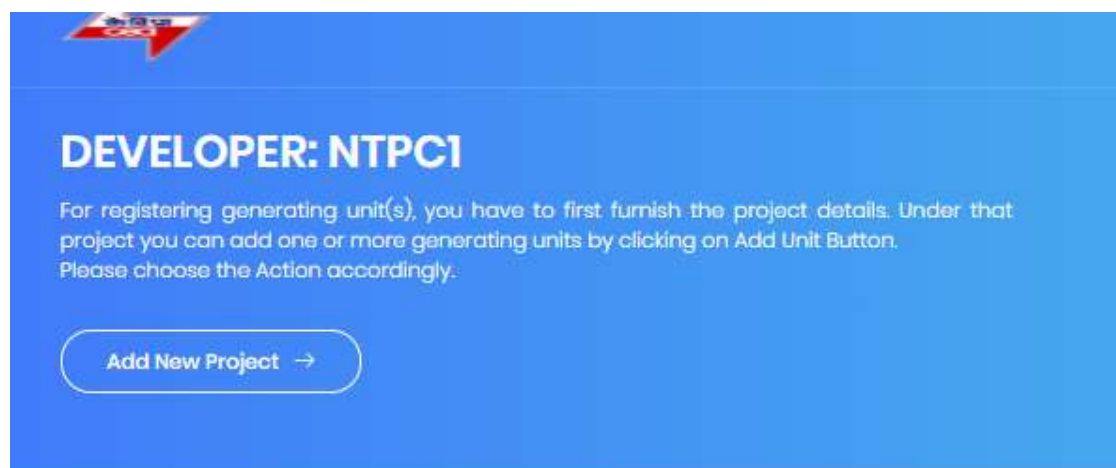 DEVELOPER: NTPC1
For registering generating unit(s), you have to first furnish the project details. Under that
project you can add one or more generating units by clicking on Add Unit Button.
Please choose the Action accordingly.
Add New Project →